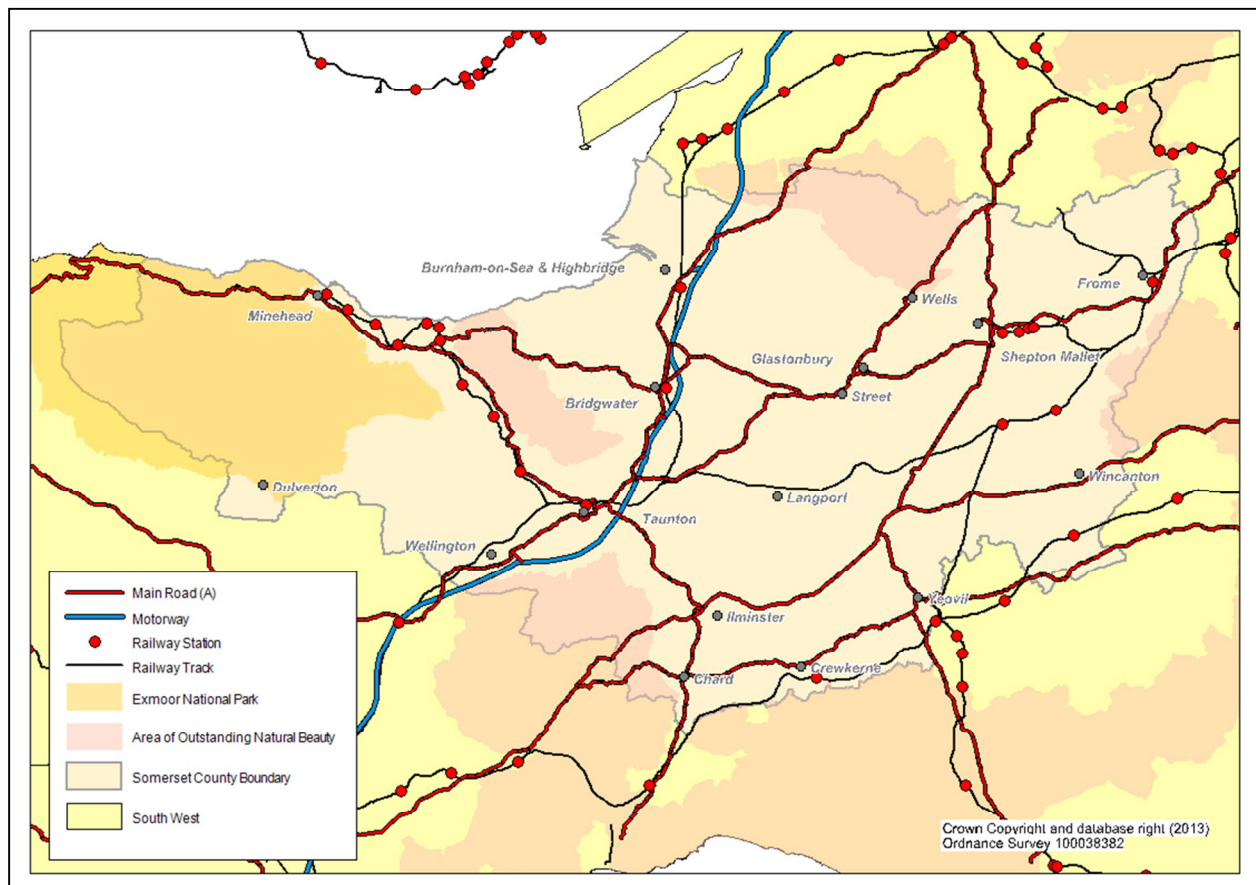 Burnham-on-Sea & Highbridge
Minehead
Wells
Frome
Glastonbury
Shepton Mallet
Bridgwater
Street
Dulverton
Langport
Wincanton
Taunton
Wellington
Yeovil
Ilminster
Crewkerne
Chard
Main Road (A)
Motorway
Railway Station
Railway Track
Exmoor National Park
Area of Outstanding Natural Beauty
Somerset County Boundary
South West
Crown Copyright and database right (2013)
Ordnance Survey 100038382